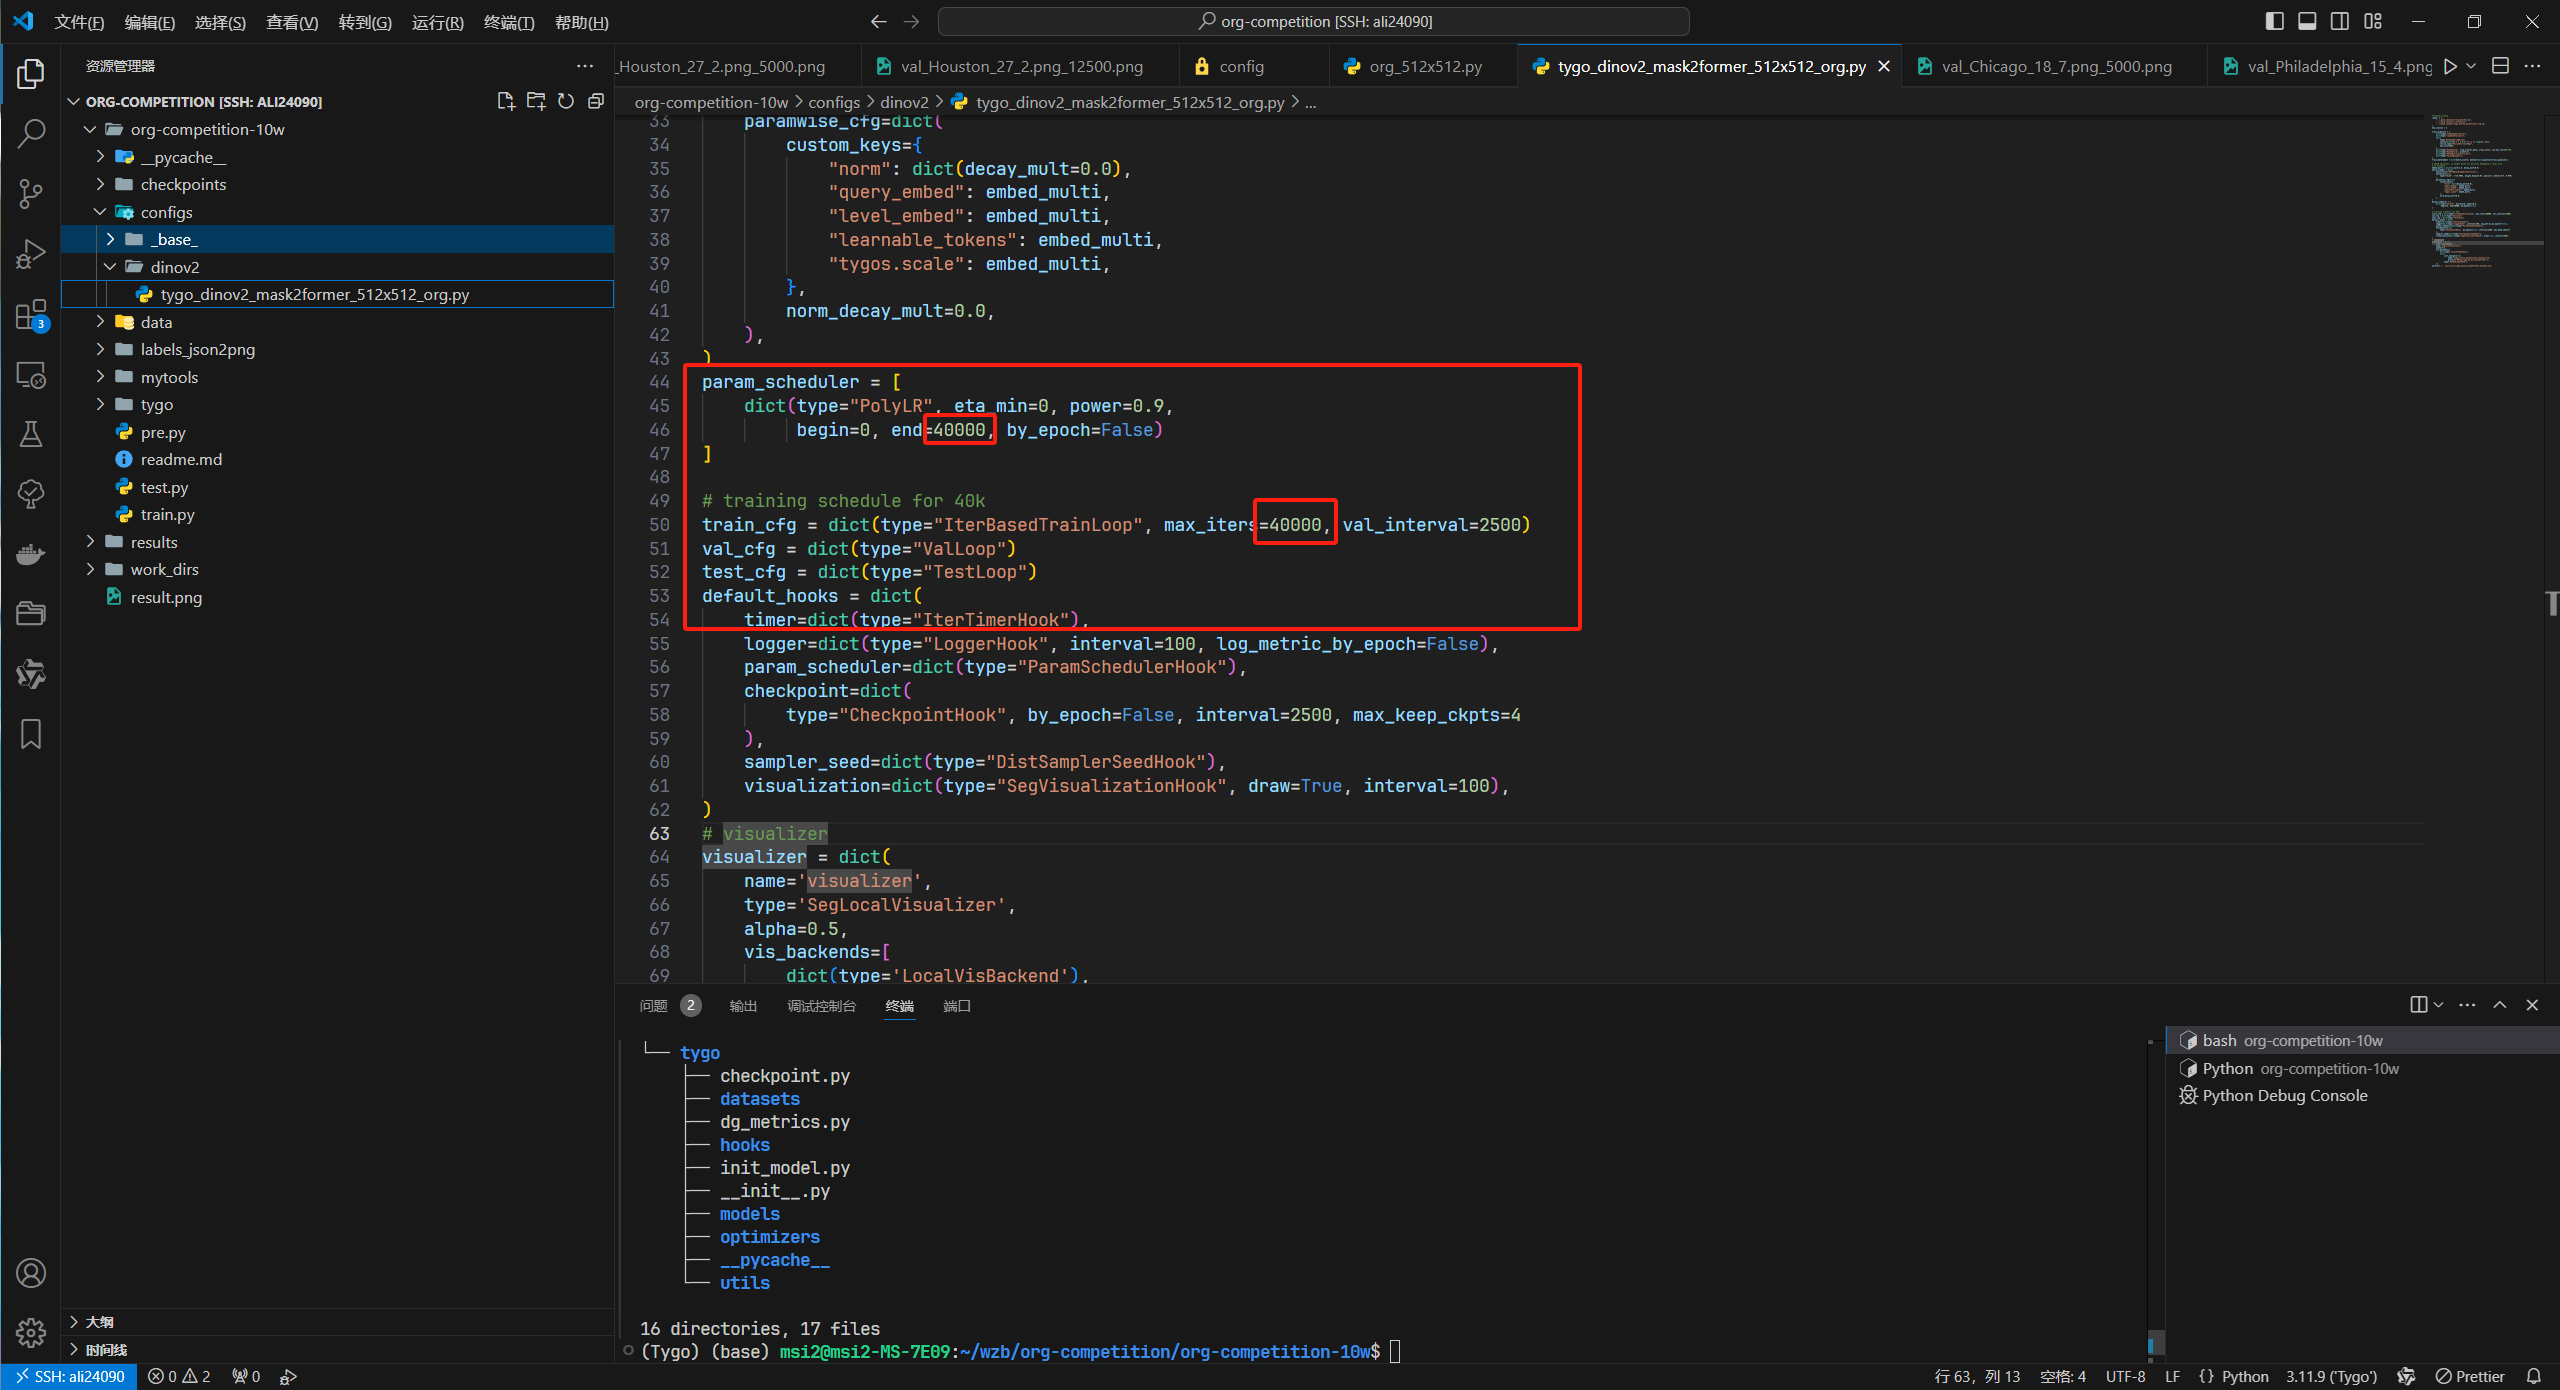 文件(F) 编辑(E) 选择(S) 查看(V) 转到(G) 运行(R) 终端(T) 帮助(H)
org-competition [SSH: ali24090]
资源管理器
ORG-COMPETITION [SSH: ALI24090]
org-competition-10w
__pycache__
checkpoints
configs
_base_
dinov2
tygo_dinov2_mask2former_512x512_org.py
data
labels_json2png
mytools
tygo
pre.py
readme.md
test.py
train.py
results
work_dirs
result.png
3
大纲
时间线
_Houston_27_2.png_5000.png
val_Houston_27_2.png_12500.png
config
org_512x512.py
tygo_dinov2_mask2former_512x512_org.py
val_Chicago_18_7.png_5000.png
val_Philadelphia_15_4.png
org-competition-10w > configs > dinov2 > tygo_dinov2_mask2former_512x512_org.py > ...
33 paramwise_cfg=dict(
34 custom_keys={
35 "norm": dict(decay_mult=0.0),
36 "query_embed": embed_multi,
37 "level_embed": embed_multi,
38 "learnable_tokens": embed_multi,
39 "tygos.scale": embed_multi,
40 },
41 norm_decay_mult=0.0,
42 ),
43 )
44 param_scheduler = [
45 dict(type="PolyLR", eta_min=0, power=0.9,
46 begin=0, end=40000, by_epoch=False)
47 ]
48
49 # training schedule for 40k
50 train_cfg = dict(type="IterBasedTrainLoop", max_iters=40000, val_interval=2500)
51 val_cfg = dict(type="ValLoop")
52 test_cfg = dict(type="TestLoop")
53 default_hooks = dict(
54 timer=dict(type="IterTimerHook"),
55 logger=dict(type="LoggerHook", interval=100, log_metric_by_epoch=False),
56 param_scheduler=dict(type="ParamSchedulerHook"),
57 checkpoint=dict(
58 type="CheckpointHook", by_epoch=False, interval=2500, max_keep_ckpts=4
59 ),
60 sampler_seed=dict(type="DistSamplerSeedHook"),
61 visualization=dict(type="SegVisualizationHook", draw=True, interval=100),
62 )
63 # visualizer
64 visualizer = dict(
65 name='visualizer',
66 type='SegLocalVisualizer',
67 alpha=0.5,
68 vis_backends=[
69 dict(type='LocalVisBackend'),
问题 2 输出 调试控制台 终端 端口
└── tygo
├── checkpoint.py
├── datasets
├── dg_metrics.py
├── hooks
├── init_model.py
├── __init__.py
├── models
├── optimizers
├── __pycache__
└── utils
16 directories, 17 files
(Tygo) (base) msi2@msi2-MS-7E09:~/wzb/org-competition/org-competition-10w$
bash org-competition-10w
Python org-competition-10w
Python Debug Console
SSH: ali24090 0 2 0
行 63，列 13 空格: 4 UTF-8 LF {} Python 3.11.9 ('Tygo') Prettier